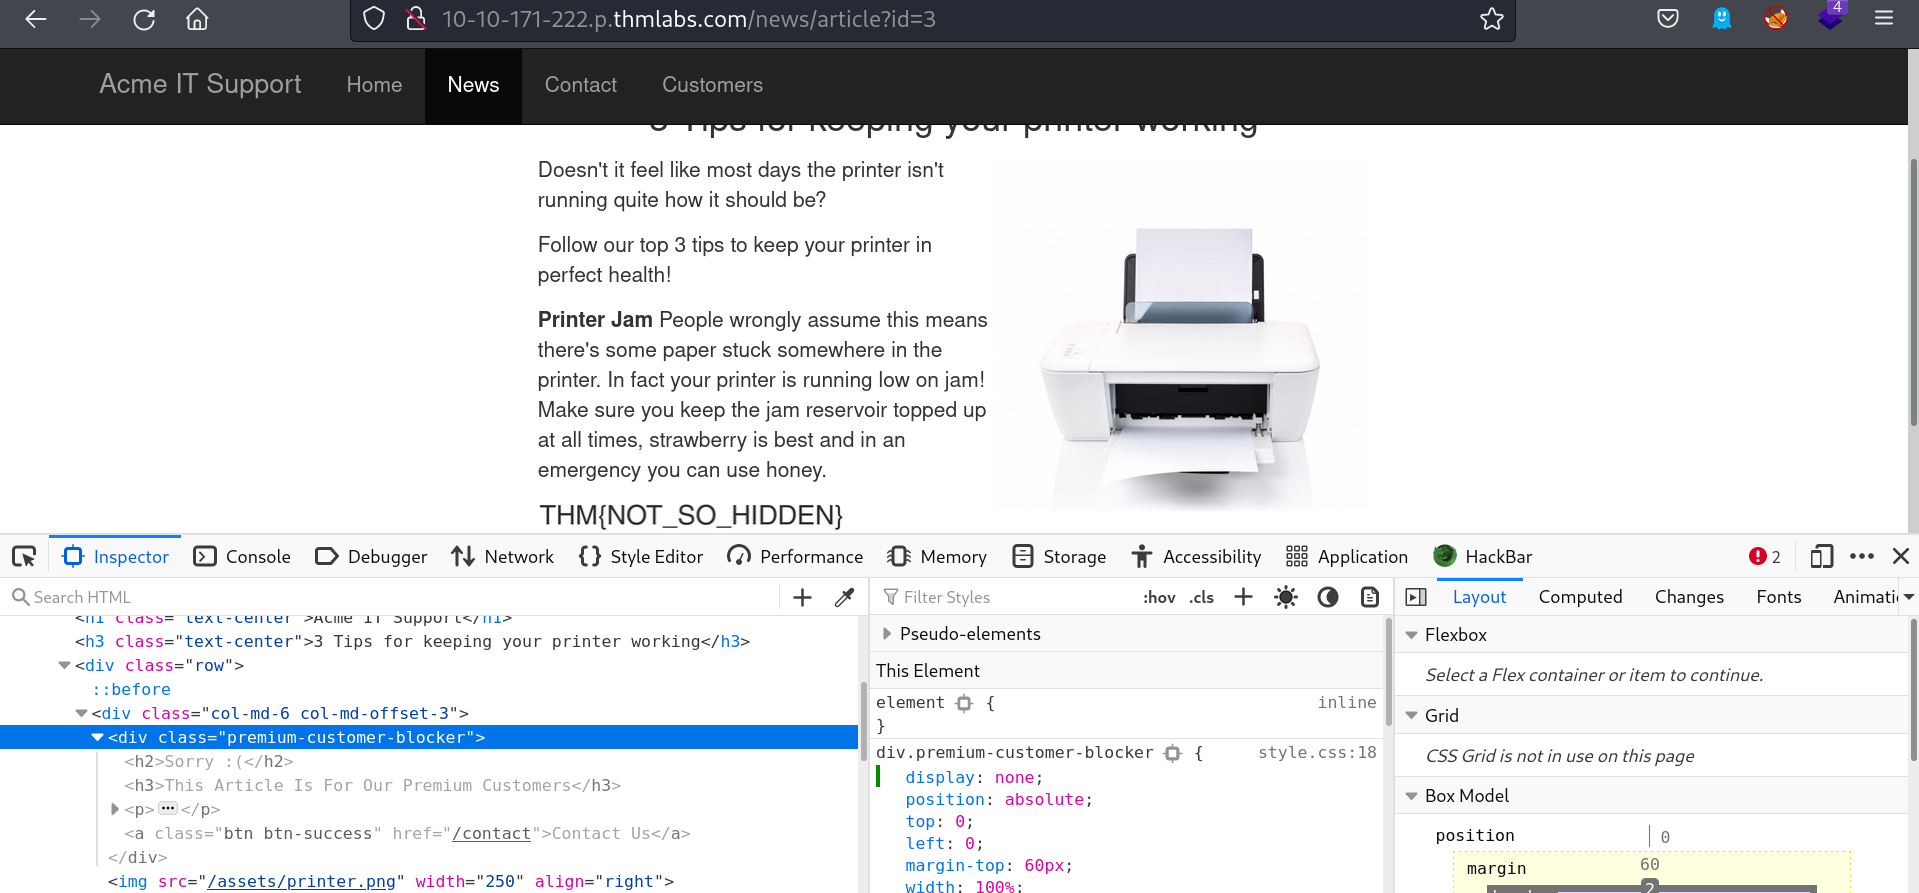 10-10-171-222.p.thmlabs.com/news/article?id=3
4
Acme IT Support Home News Contact Customers
3 Tips for keeping your printer working
Doesn't it feel like most days the printer isn't
running quite how it should be?
Follow our top 3 tips to keep your printer in
perfect health!
Printer Jam People wrongly assume this means
there's some paper stuck somewhere in the
printer. In fact your printer is running low on jam!
Make sure you keep the jam reservoir topped up
at all times, strawberry is best and in an
emergency you can use honey.
THM{NOT_SO_HIDDEN}
Inspector Console Debugger Network Style Editor Performance Memory Storage Accessibility Application HackBar 2
Search HTML
<h1 class="text-center">Acme IT Support</h1>
<h3 class="text-center">3 Tips for keeping your printer working</h3>
<div class="row">
::before
<div class="col-md-6 col-md-offset-3">
<div class="premium-customer-blocker">
<h2>Sorry :(</h2>
<h3>This Article Is For Our Premium Customers</h3>
<p>•••</p>
<a class="btn btn-success" href="/contact">Contact Us</a>
</div>
<img src="/assets/printer.png" width="250" align="right">
Filter Styles :hov .cls
Pseudo-elements
This Element
element { inline
}
div.premium-customer-blocker { style.css:18
display: none;
position: absolute;
top: 0;
left: 0;
margin-top: 60px;
width: 100%;
Layout Computed Changes Fonts Animati
Flexbox
Select a Flex container or item to continue.
Grid
CSS Grid is not in use on this page
Box Model
position 0
margin 60
2